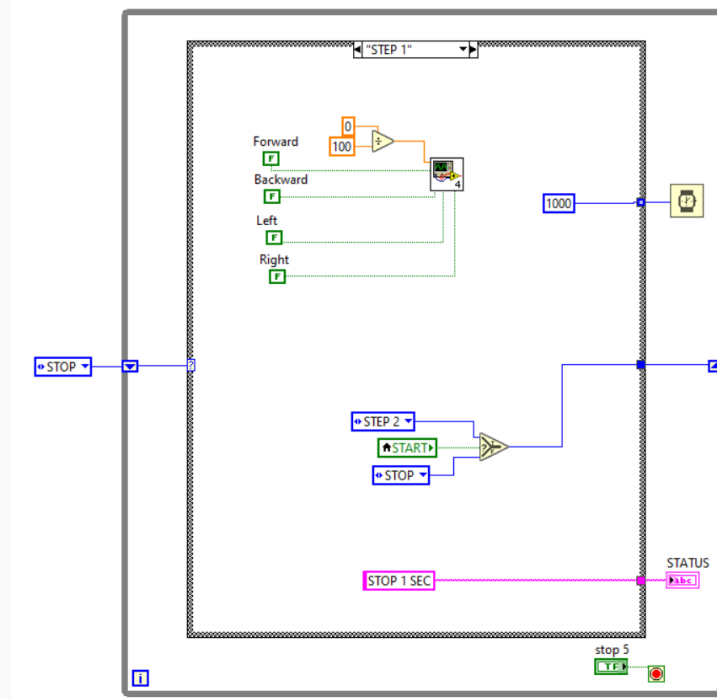 "STEP 1"
0
100
Forward
F
4
Backward
F
1000
Left
F
Right
F
STOP
?
STEP 2
START
?
STOP
STOP 1 SEC
STATUS
abc
stop 5
TF
i